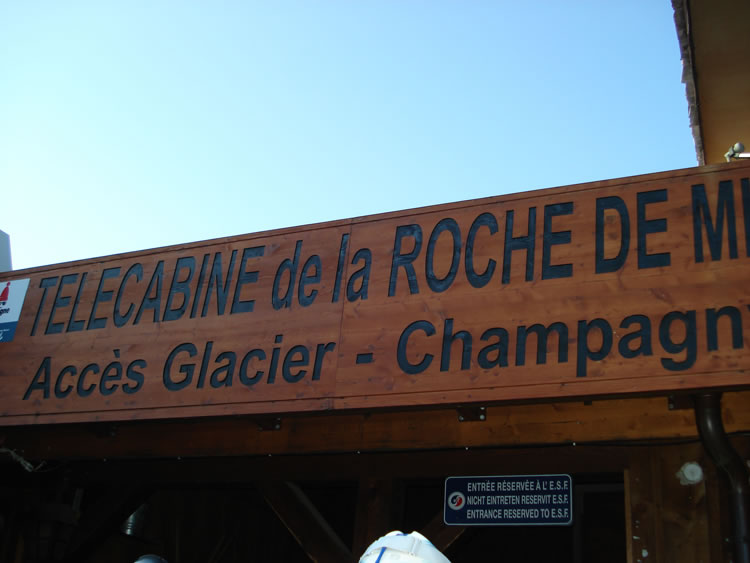 TELECABINE de la ROCHE DE M
Accès Glacier - Champagn
ENTRÉE RÉSERVÉE À L'E.S.F.
NICHT EINTRETEN RESERVIT E.S.F.
ENTRANCE RESERVED TO E.S.F.